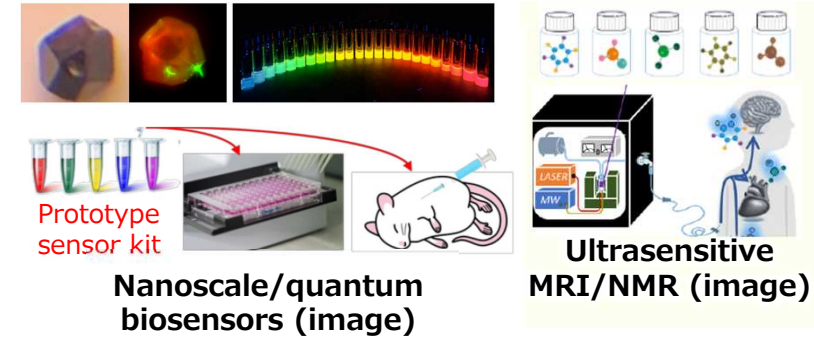 Prototype
sensor kit
Nanoscale/quantum
biosensors (image)
LASER
MW
Ultrasensitive
MRI/NMR (image)